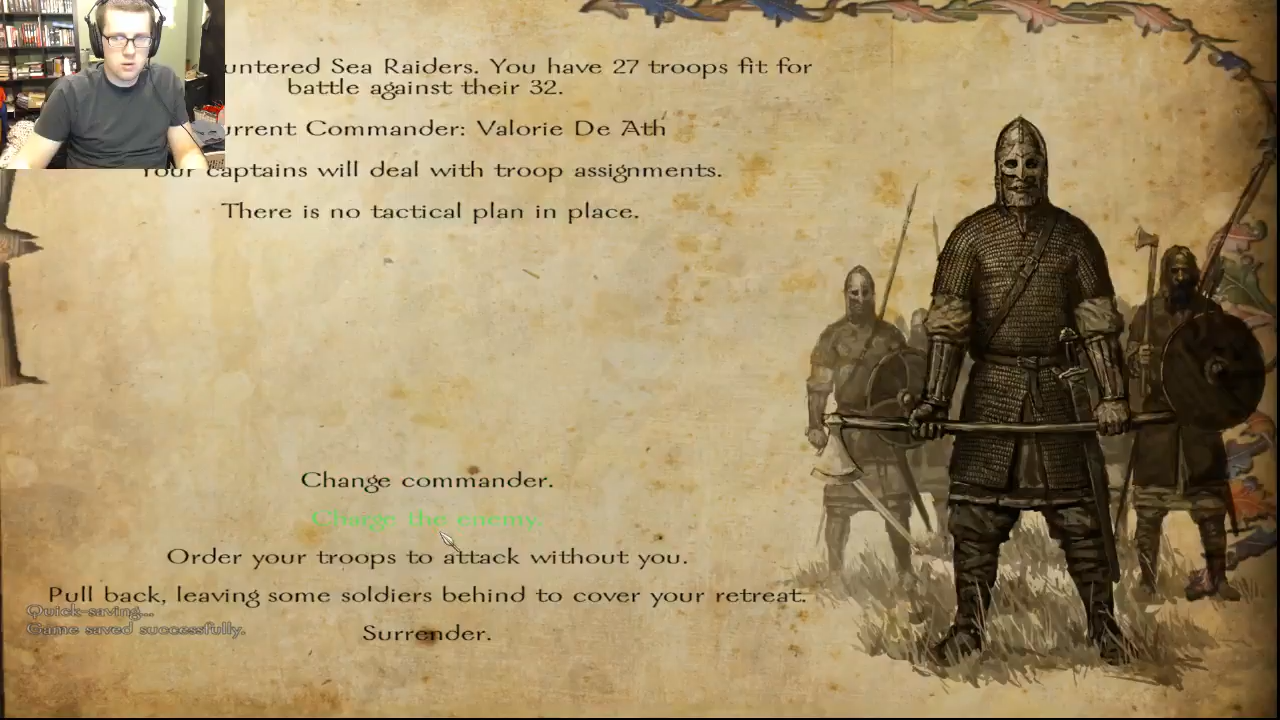 untered Sea Raiders. You have 27 troops fit for
battle against their 32.
urrent Commander: Valorie De Ath
Your captains will deal with troop assignments.
There is no tactical plan in place.
Change commander.
Charge the enemy.
Order your troops to attack without you.
Pull back, leaving some soldiers behind to cover your retreat.
Quick-saving...
Game saved successfully.
Surrender.